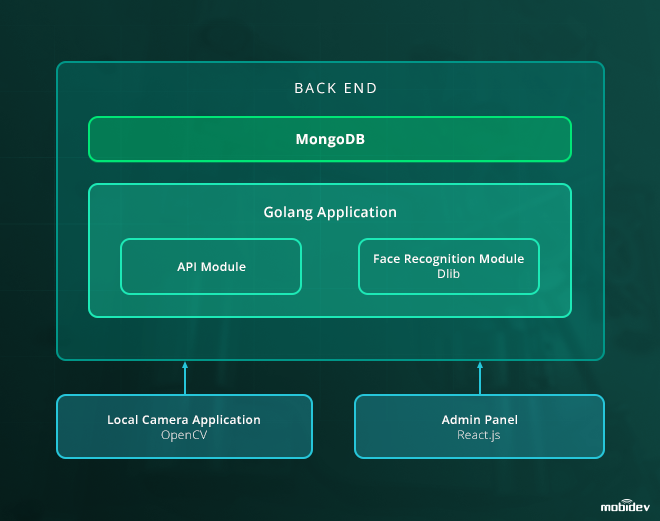 BACK END
MongoDB
Golang Application
API Module
Face Recognition Module
Dlib
Local Camera Application
OpenCV
Admin Panel
React.js
mobidev